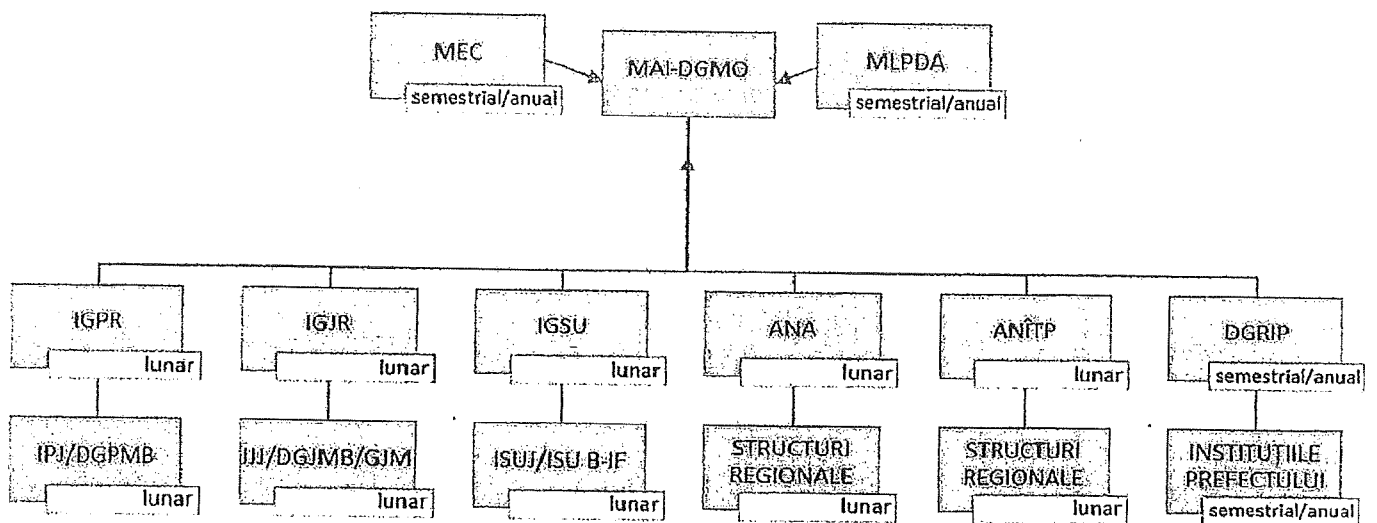 MEC
semestrial/anual
MAI-DGMO
MLPDA
semestrial/anual
IGPR
lunar
IGJR
lunar
IGSU
lunar
ANA
lunar
ANÎTP
lunar
DGRIP
semestrial/anual
IPJ/DGPMB
lunar
IJJ/DGJMB/GJM
lunar
ISUJ/ISU B-IF
lunar
STRUCTURI
REGIONALE
lunar
STRUCTURI
REGIONALE
lunar
INSTITUȚIILE
PREFECTULUI
semestrial/anual